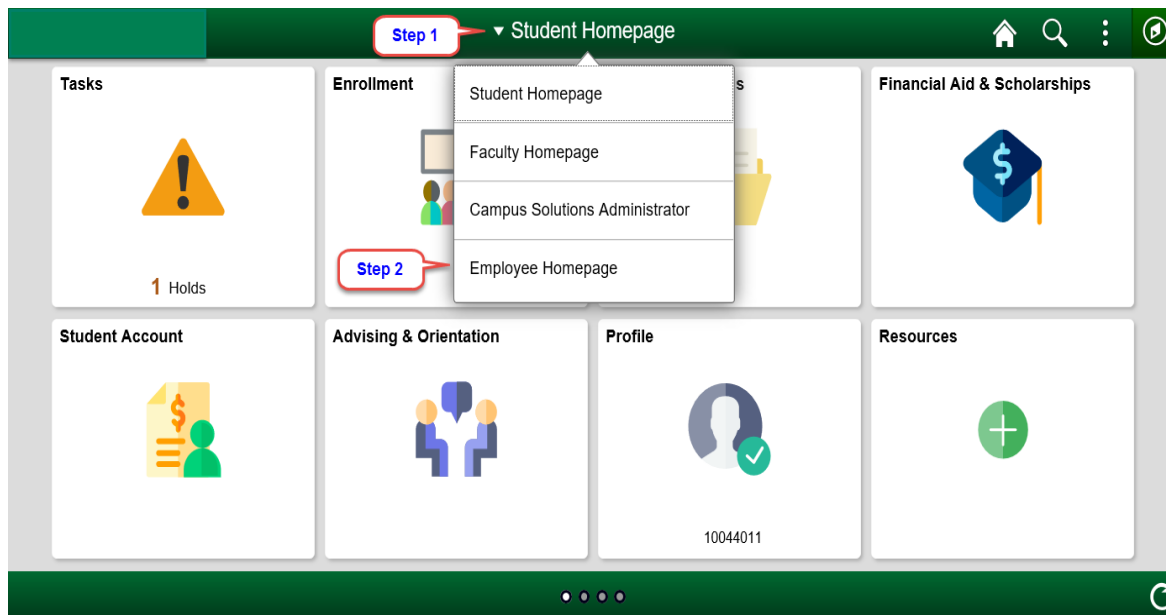 Step 1
▼ Student Homepage
Tasks
Enrollment
s
Financial Aid & Scholarships
Student Homepage
Faculty Homepage
Campus Solutions Administrator
Step 2
Employee Homepage
1 Holds
Student Account
Advising & Orientation
Profile
Resources
10044011